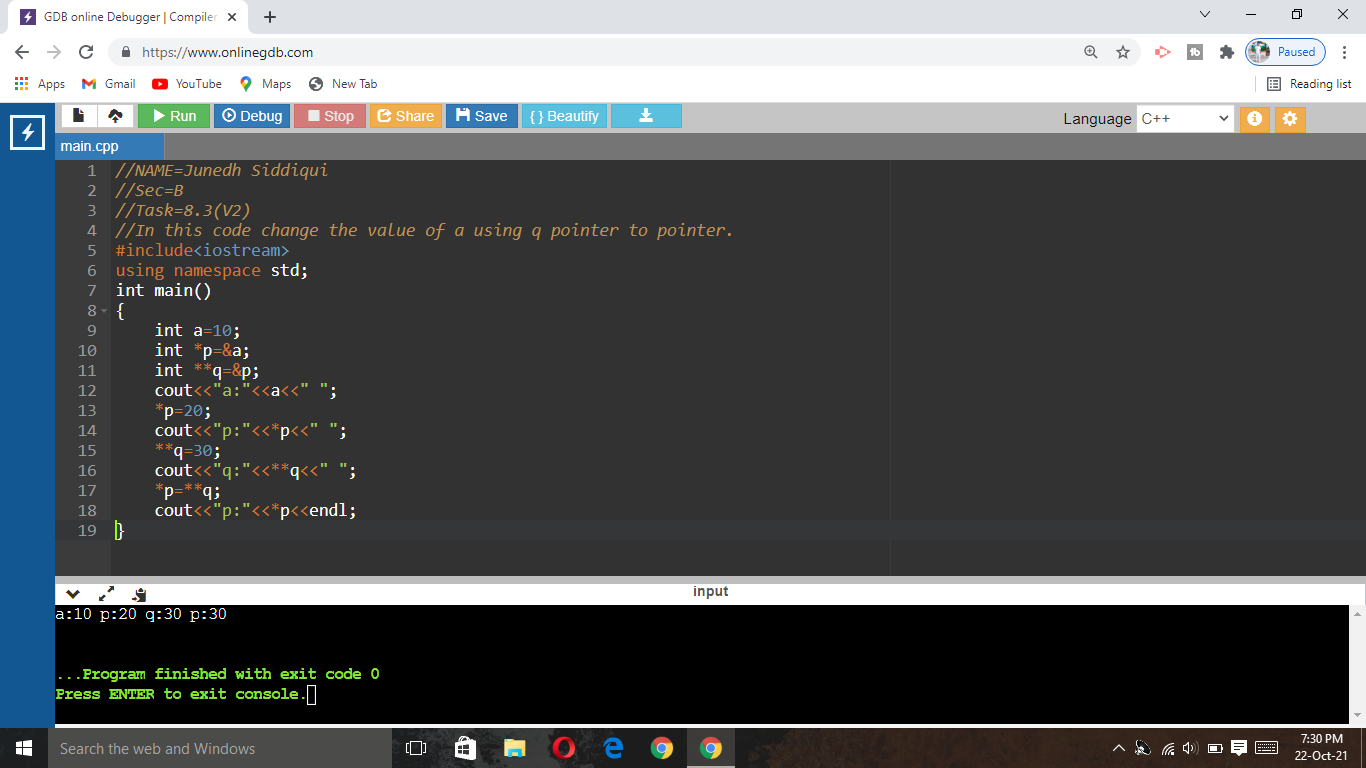 GDB online Debugger | Compiler
https://www.onlinegdb.com
Paused
Apps Gmail YouTube Maps New Tab Reading list
Run Debug Stop Share Save { } Beautify Language C++
main.cpp
1 //NAME=Junedh Siddiqui
2 //Sec=B
3 //Task=8.3(V2)
4 //In this code change the value of a using q pointer to pointer.
5 #include<iostream>
6 using namespace std;
7 int main()
8 {
9 int a=10;
10 int *p=&a;
11 int **q=&p;
12 cout<<"a:"<<a<<" ";
13 *p=20;
14 cout<<"p:"<<*p<<" ";
15 **q=30;
16 cout<<"q:"<<**q<<" ";
17 *p=**q;
18 cout<<"p:"<<*p<<endl;
19 }
input
a:10 p:20 q:30 p:30
...Program finished with exit code 0
Press ENTER to exit console.
Search the web and Windows
7:30 PM
22-Oct-21